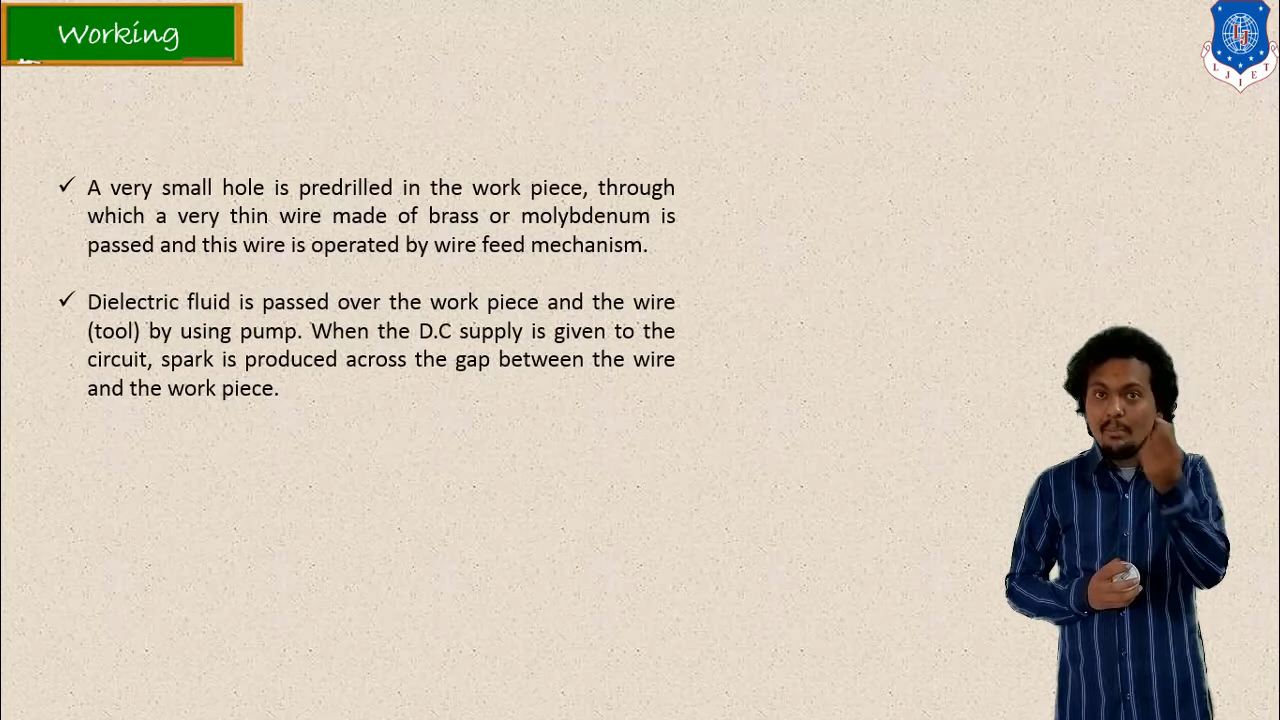 Working
L J I E T
✓ A very small hole is predrilled in the work piece, through
which a very thin wire made of brass or molybdenum is
passed and this wire is operated by wire feed mechanism.
✓ Dielectric fluid is passed over the work piece and the wire
(tool) by using pump. When the D.C supply is given to the
circuit, spark is produced across the gap between the wire
and the work piece.